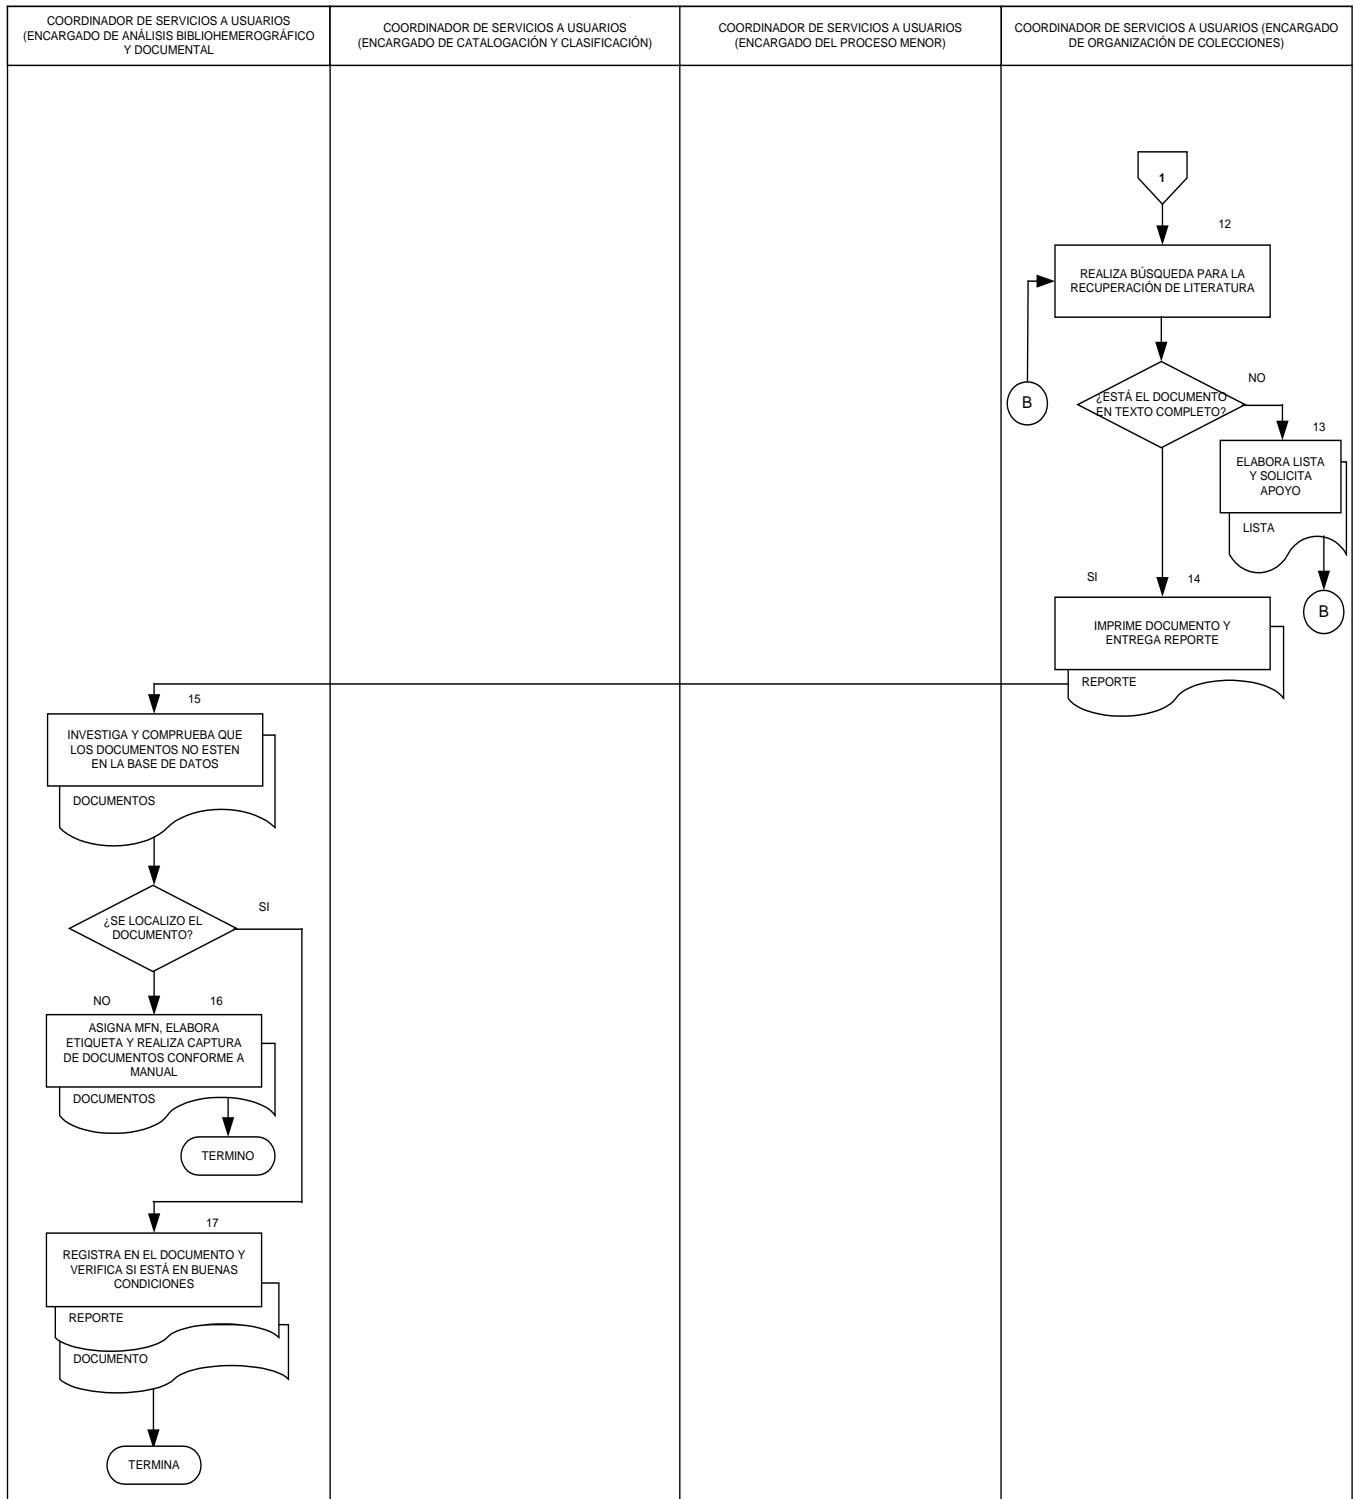 COORDINADOR DE SERVICIOS A USUARIOS
(ENCARGADO DE ANÁLISIS BIBLIOHEMEROGRÁFICO
Y DOCUMENTAL
COORDINADOR DE SERVICIOS A USUARIOS
(ENCARGADO DE CATALOGACIÓN Y CLASIFICACIÓN)
COORDINADOR DE SERVICIOS A USUARIOS
(ENCARGADO DEL PROCESO MENOR)
COORDINADOR DE SERVICIOS A USUARIOS (ENCARGADO
DE ORGANIZACIÓN DE COLECCIONES)
1
12
REALIZA BÚSQUEDA PARA LA
RECUPERACIÓN DE LITERATURA
B
¿ESTÁ EL DOCUMENTO
EN TEXTO COMPLETO?
NO
13
ELABORA LISTA
Y SOLICITA
APOYO
LISTA
B
SI
14
IMPRIME DOCUMENTO Y
ENTREGA REPORTE
REPORTE
15
INVESTIGA Y COMPRUEBA QUE
LOS DOCUMENTOS NO ESTEN
EN LA BASE DE DATOS
DOCUMENTOS
¿SE LOCALIZO EL
DOCUMENTO?
SI
NO
16
ASIGNA MFN, ELABORA
ETIQUETA Y REALIZA CAPTURA
DE DOCUMENTOS CONFORME A
MANUAL
DOCUMENTOS
TERMINO
17
REGISTRA EN EL DOCUMENTO Y
VERIFICA SI ESTÁ EN BUENAS
CONDICIONES
REPORTE
DOCUMENTO
TERMINA